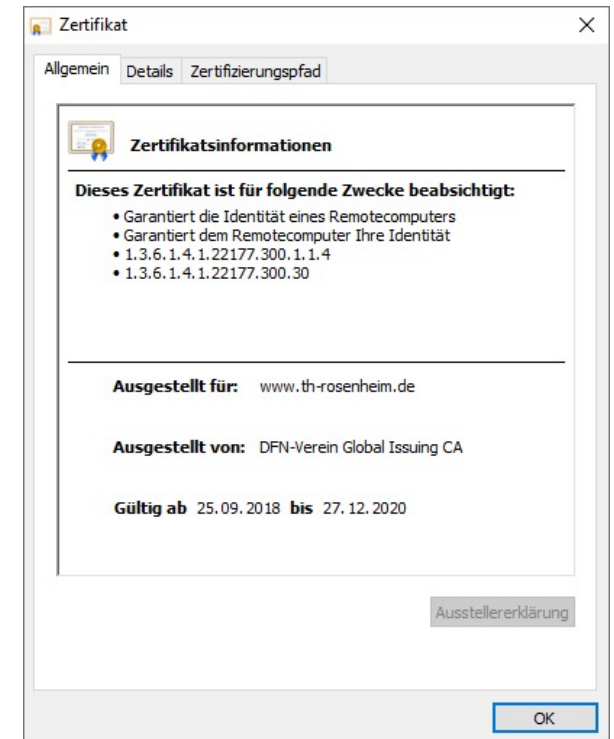 Zertifikat
Allgemein Details Zertifizierungspfad
Zertifikatsinformationen
Dieses Zertifikat ist für folgende Zwecke beabsichtigt:
• Garantiert die Identität eines Remotecomputers
• Garantiert dem Remotecomputer Ihre Identität
• 1.3.6.1.4.1.22177.300.1.1.4
• 1.3.6.1.4.1.22177.300.30
Ausgestellt für: www.th-rosenheim.de
Ausgestellt von: DFN-Verein Global Issuing CA
Gültig ab 25.09.2018 bis 27.12.2020
Ausstellererklärung
OK